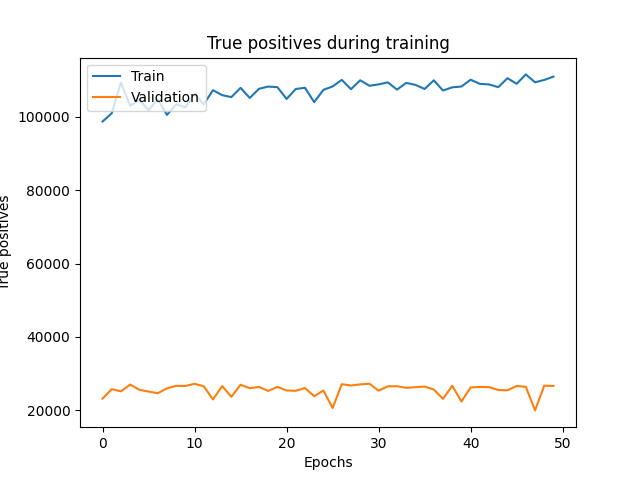 True positives during training
Train
Validation
100000
80000
60000
40000
20000
True positives
0 10 20 30 40 50
Epochs